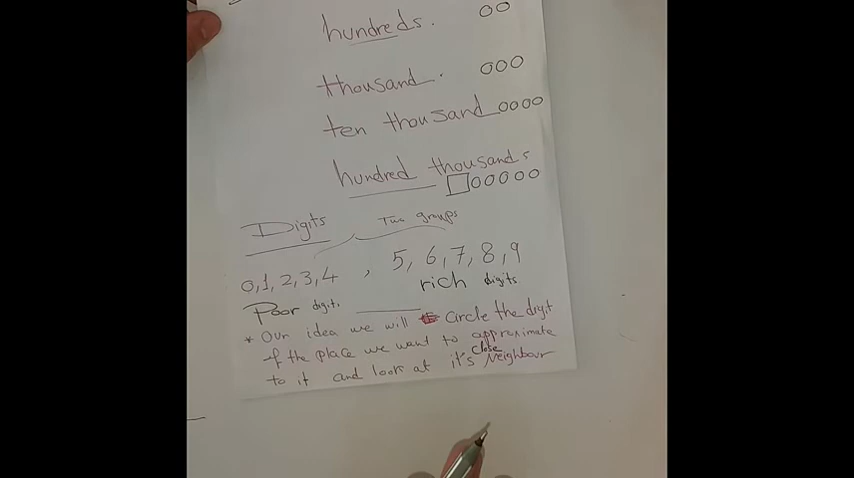 hundreds. 00
thousand. 000
ten thousand 0000
hundred thousands
□00000
Digits Two groups
0,1,2,3,4 , 5,6,7,8,9
Poor digits rich digits
* Our idea we will circle the digit
of the place we want to approximate
to it and look at it's close Neighbour